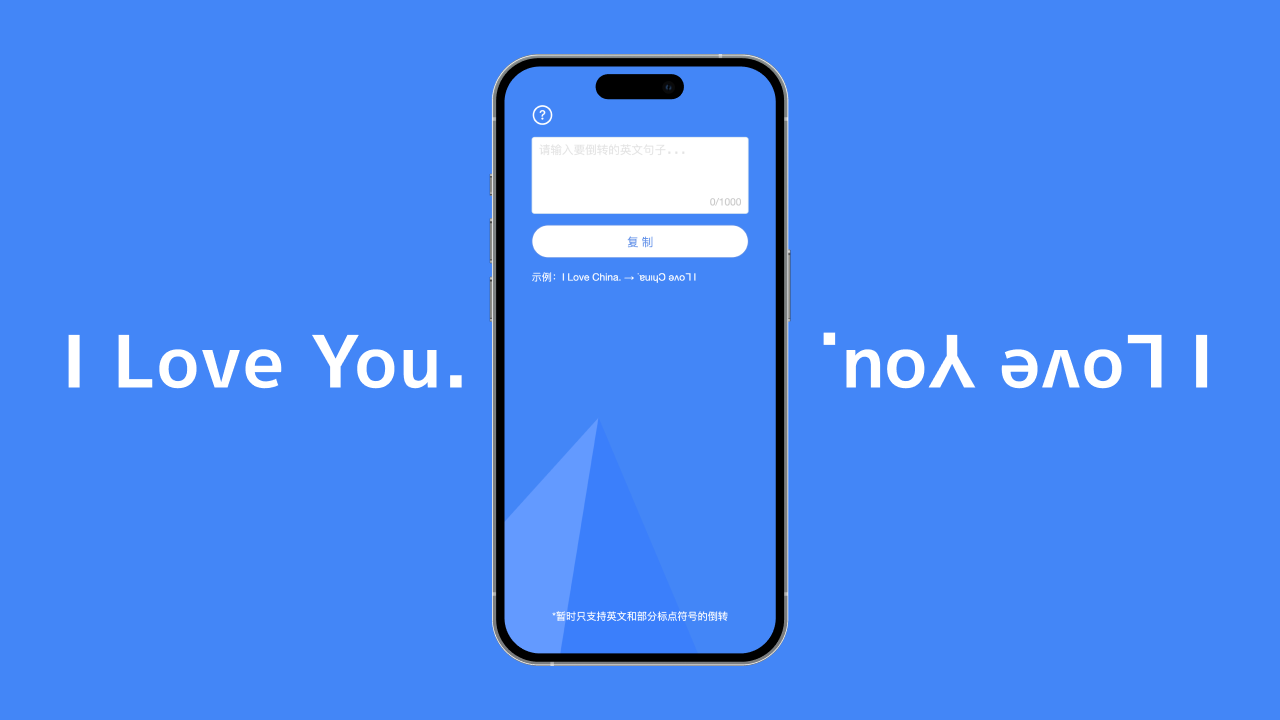 I Love You.
?
请输入要倒转的英文句子...
0/1000
复 制
示例：I Love China. → ˙ɐuıɥƆ ǝʌo⅂ I
*暂时只支持英文和部分标点符号的倒转
˙noʎ ǝʌo⅂ I